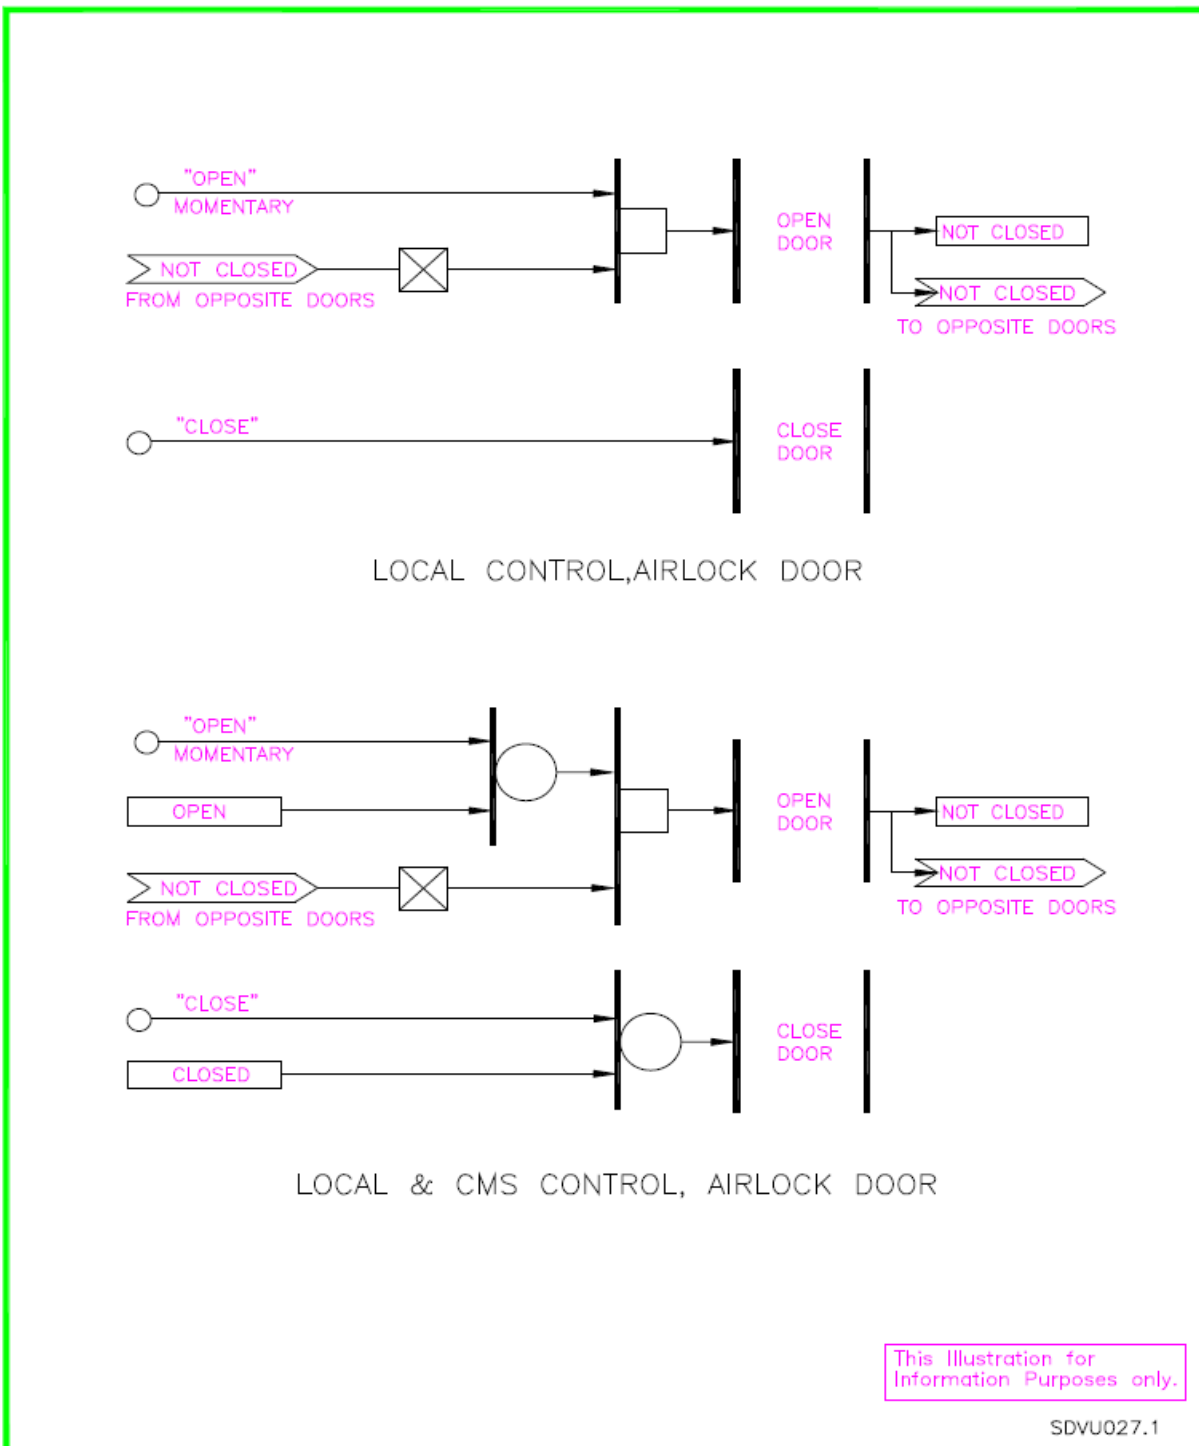 "OPEN"
MOMENTARY
NOT CLOSED
FROM OPPOSITE DOORS
OPEN
DOOR
NOT CLOSED
NOT CLOSED
TO OPPOSITE DOORS
"CLOSE"
CLOSE
DOOR
LOCAL CONTROL,AIRLOCK DOOR
"OPEN"
MOMENTARY
OPEN
NOT CLOSED
FROM OPPOSITE DOORS
OPEN
DOOR
NOT CLOSED
NOT CLOSED
TO OPPOSITE DOORS
"CLOSE"
CLOSED
CLOSE
DOOR
LOCAL & CMS CONTROL, AIRLOCK DOOR
This Illustration for
Information Purposes only.
SDVU027.1